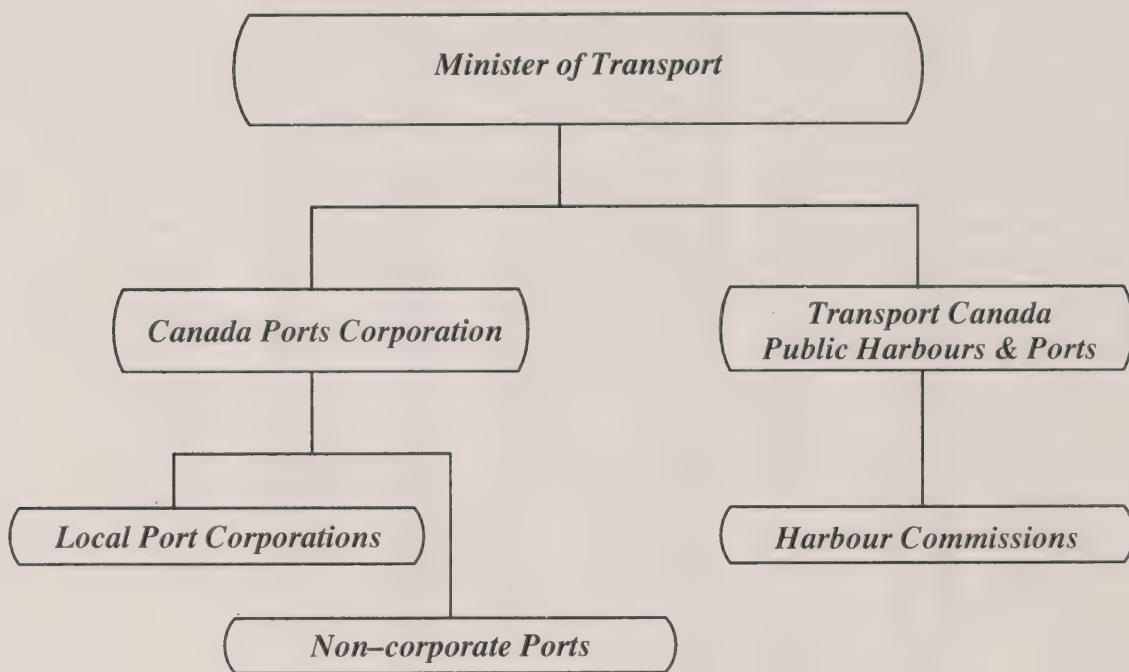 Minister of Transport
Canada Ports Corporation
Transport Canada
Public Harbours & Ports
Local Port Corporations
Harbour Commissions
Non–corporate Ports